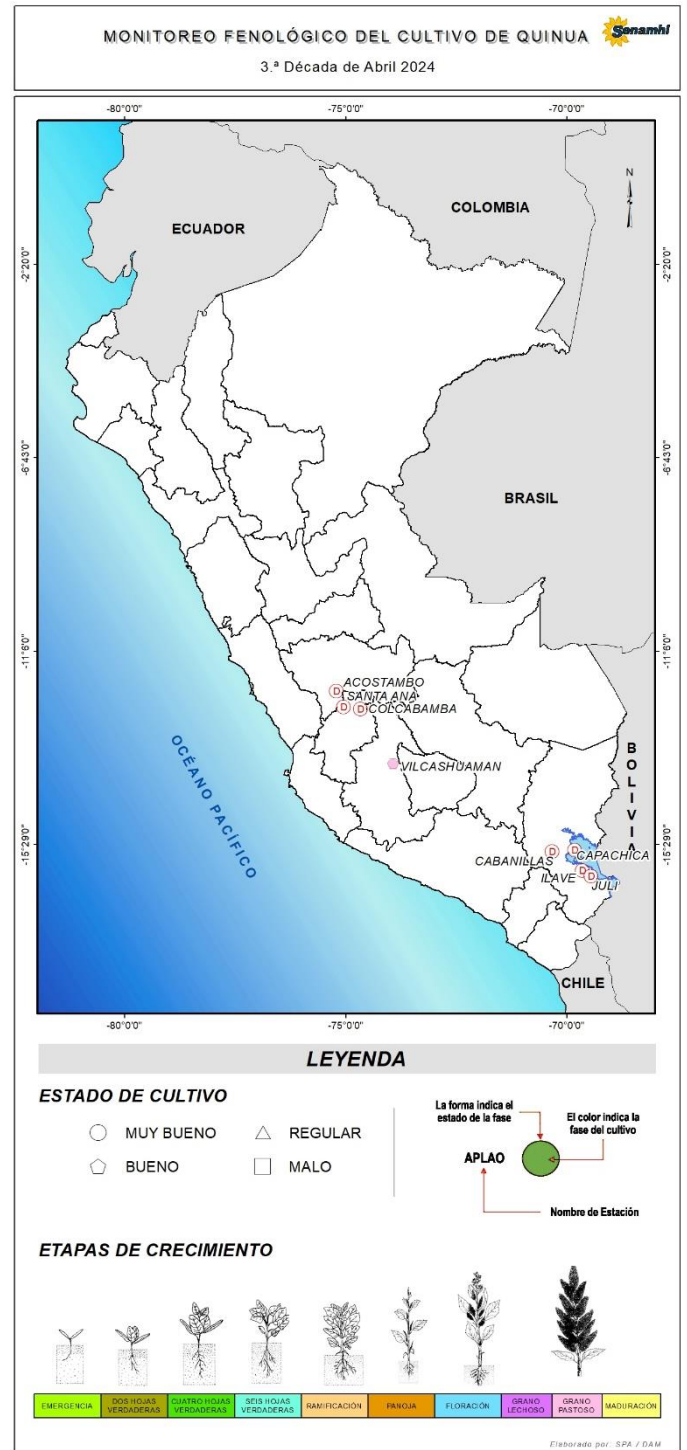 MONITOREO FENOLÓGICO DEL CULTIVO DE QUINUA
Senamhi
3.ª Década de Abril 2024
-80°0'0" -75°0'0" -70°0'0"
N
COLOMBIA
ECUADOR
-2°20'0" -2°20'0"
-6°43'0" -6°43'0"
BRASIL
-11°6'0" -11°6'0"
D ACOSTAMBO
SANTA ANA
D D COLCABAMBA
VILCASHUAMAN
BOLIVIA
OCÉANO PACÍFICO
-15°29'0" -15°29'0"
D D CAPACHICA
CABANILLAS
ILAVE D D
JULI
CHILE
-80°0'0" -75°0'0" -70°0'0"
LEYENDA
ESTADO DE CULTIVO
MUY BUENO REGULAR
BUENO MALO
La forma indica el
estado de la fase
El color indica la
fase del cultivo
APLAO
Nombre de Estación
ETAPAS DE CRECIMIENTO
EMERGENCIA
DOS HOJAS
VERDADERAS
CUATRO HOJAS
VERDADERAS
SEIS HOJAS
VERDADERAS
RAMIFICACIÓN
PANOJA
FLORACIÓN
GRANO
LECHOSO
GRANO
PASTOSO
MADURACIÓN
Elaborado por: SPA / DAM